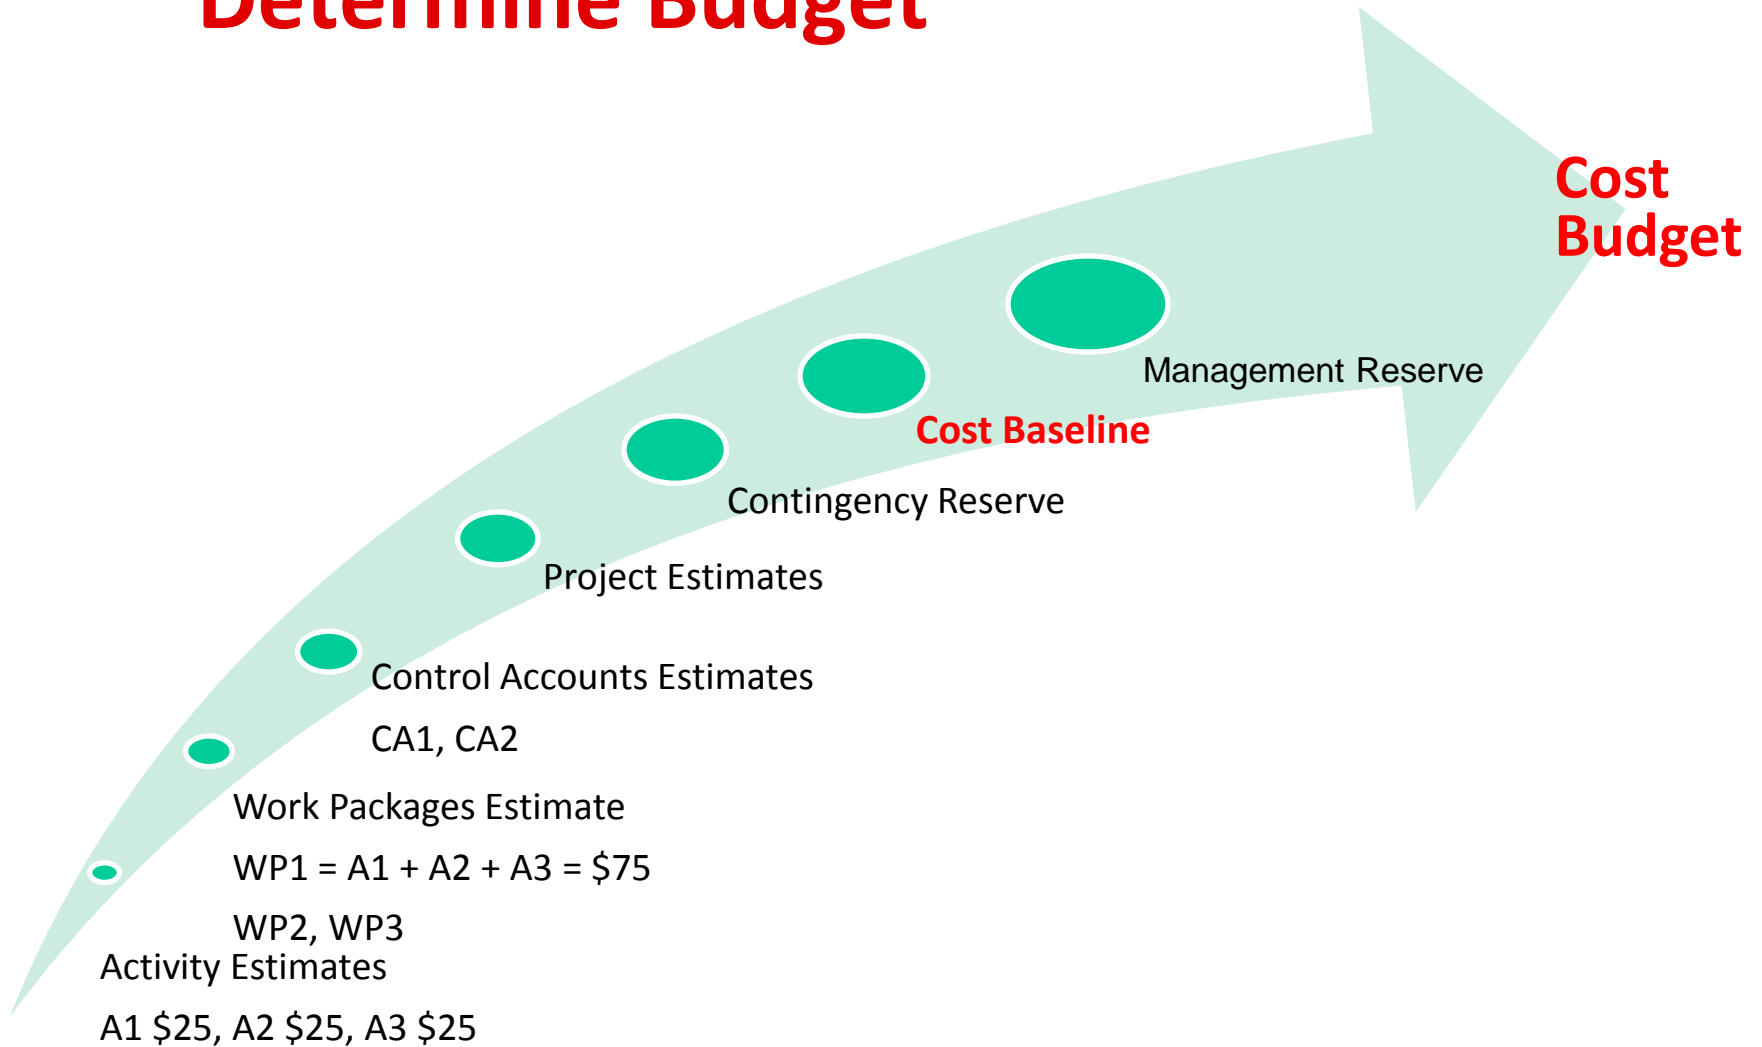 Determine Budget
Cost
Budget
Management Reserve
Cost Baseline
Contingency Reserve
Project Estimates
Control Accounts Estimates
CA1, CA2
Work Packages Estimate
WP1 = A1 + A2 + A3 = $75
WP2, WP3
Activity Estimates
A1 $25, A2 $25, A3 $25